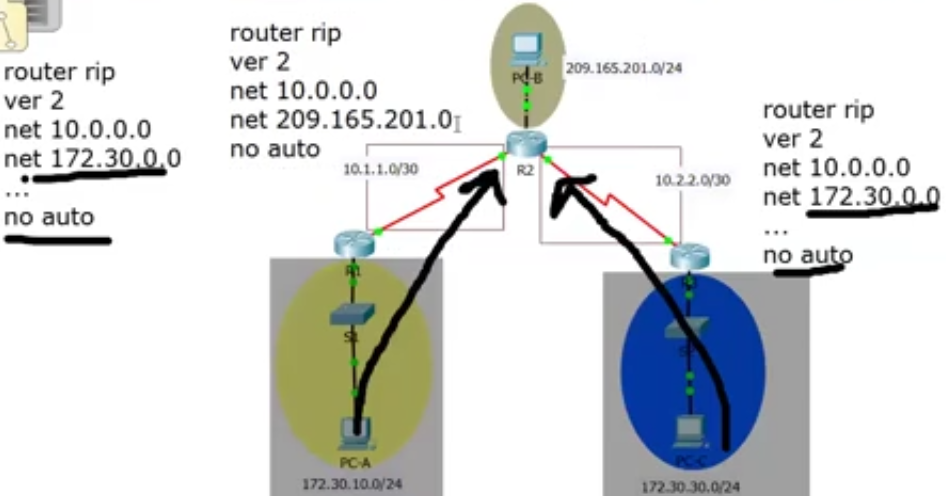 router rip
ver 2
net 10.0.0.0
net 172.30.0.0
...
no auto
router rip
ver 2
net 10.0.0.0
net 209.165.201.0
no auto
PC-B
209.165.201.0/24
R2
10.1.1.0/30
10.2.2.0/30
router rip
ver 2
net 10.0.0.0
net 172.30.0.0
...
no auto
R1
S1
PC-A
172.30.10.0/24
PC-C
172.30.30.0/24